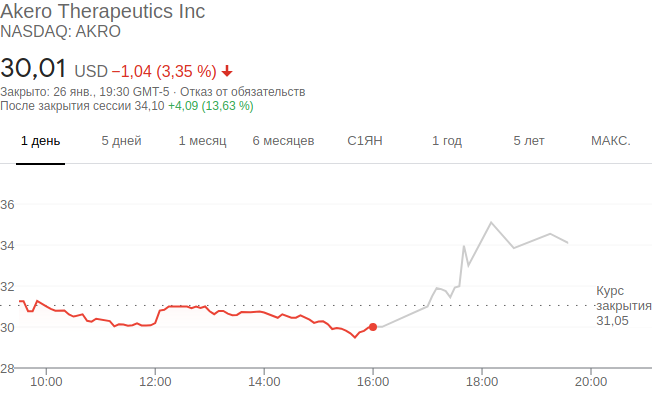 Akero Therapeutics Inc
NASDAQ: AKRO
30,01 USD −1,04 (3,35 %)
Закрыто: 26 янв., 19:30 GMT-5 · Отказ от обязательств
После закрытия сессии 34,10 +4,09 (13,63 %)
1 день 5 дней 1 месяц 6 месяцев С1ЯН 1 год 5 лет МАКС.
36
34
32
Курс
закрытия
31,05
30
28
10:00 12:00 14:00 16:00 18:00 20:00